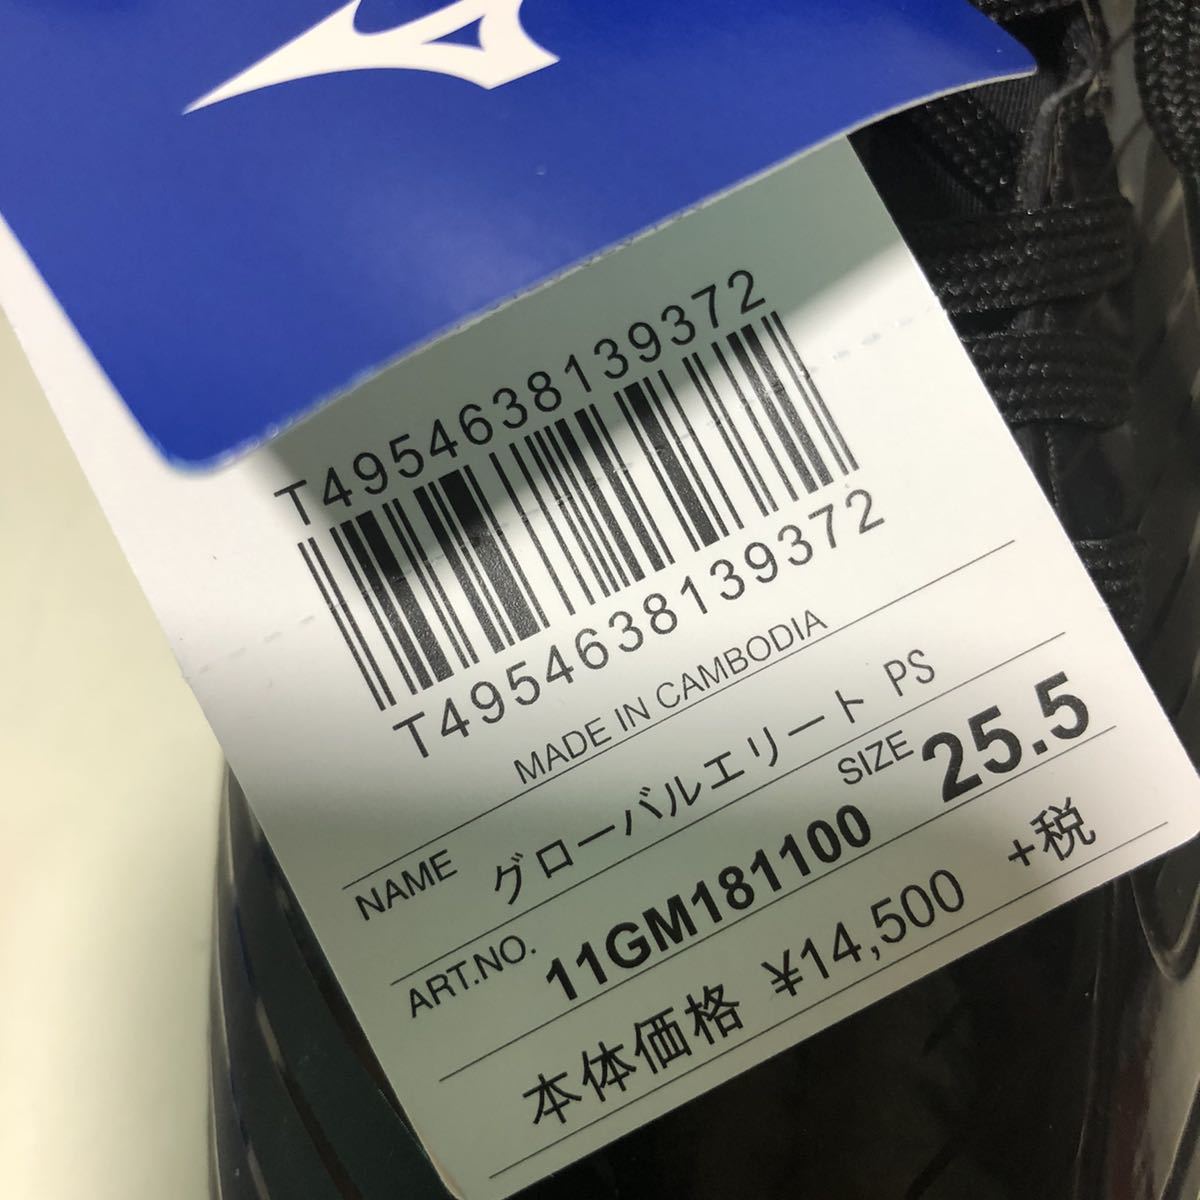 T4954638139372
T4954638139372
MADE IN CAMBODIA
NAME グローバルエリート PS
ART.NO. 11GM181100 SIZE 25.5
本体価格 ¥14,500 +税